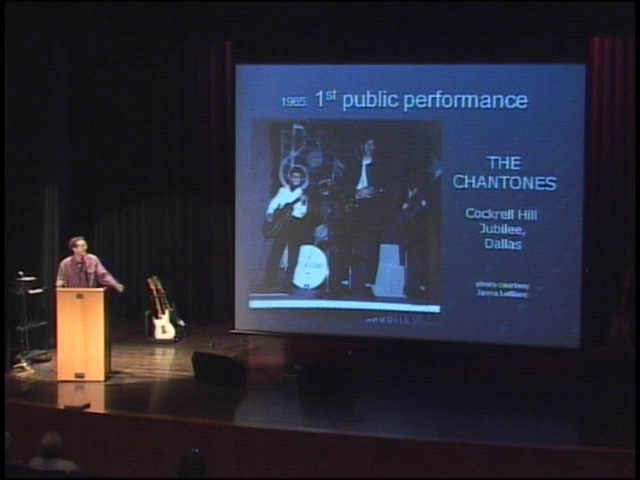 1965: 1st public performance
THE
CHANTONES
Cockrell Hill
Jubilee,
Dallas
photo courtesy